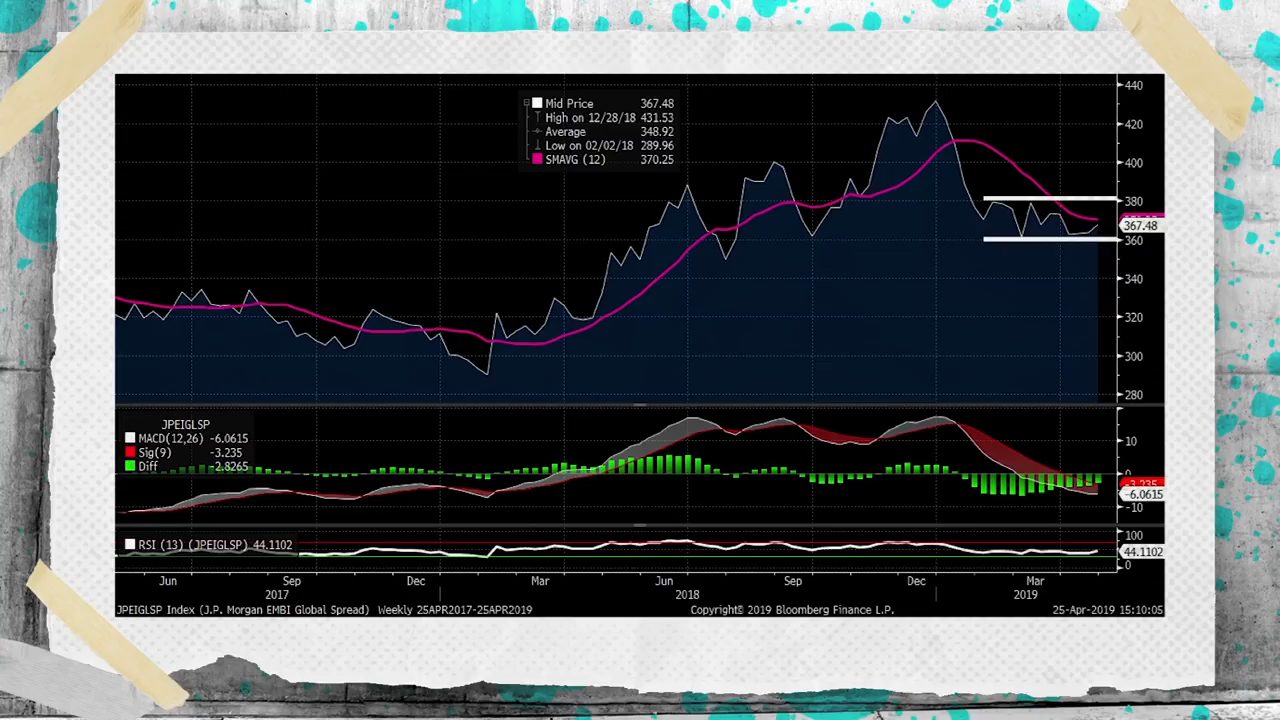 Mid Price 367.48
High on 12/28/18 431.53
Average 348.92
Low on 02/02/18 289.96
SMAVG (12) 370.25
440
420
400
380
367.48
360
340
320
300
280
JPEIGLSP
MACD(12,26) -6.0615
Sig(9) -3.235
Diff -2.8265
10
0
-3.235
-6.0615
-10
RSI (13) (JPEIGLSP) 44.1102
100
44.1102
0
Jun Sep Dec Mar Jun Sep Dec Mar
2017 2018 2019
JPEIGLSP Index (J.P. Morgan EMBI Global Spread) Weekly 25APR2017-25APR2019 Copyright© 2019 Bloomberg Finance L.P. 25-Apr-2019 15:10:05